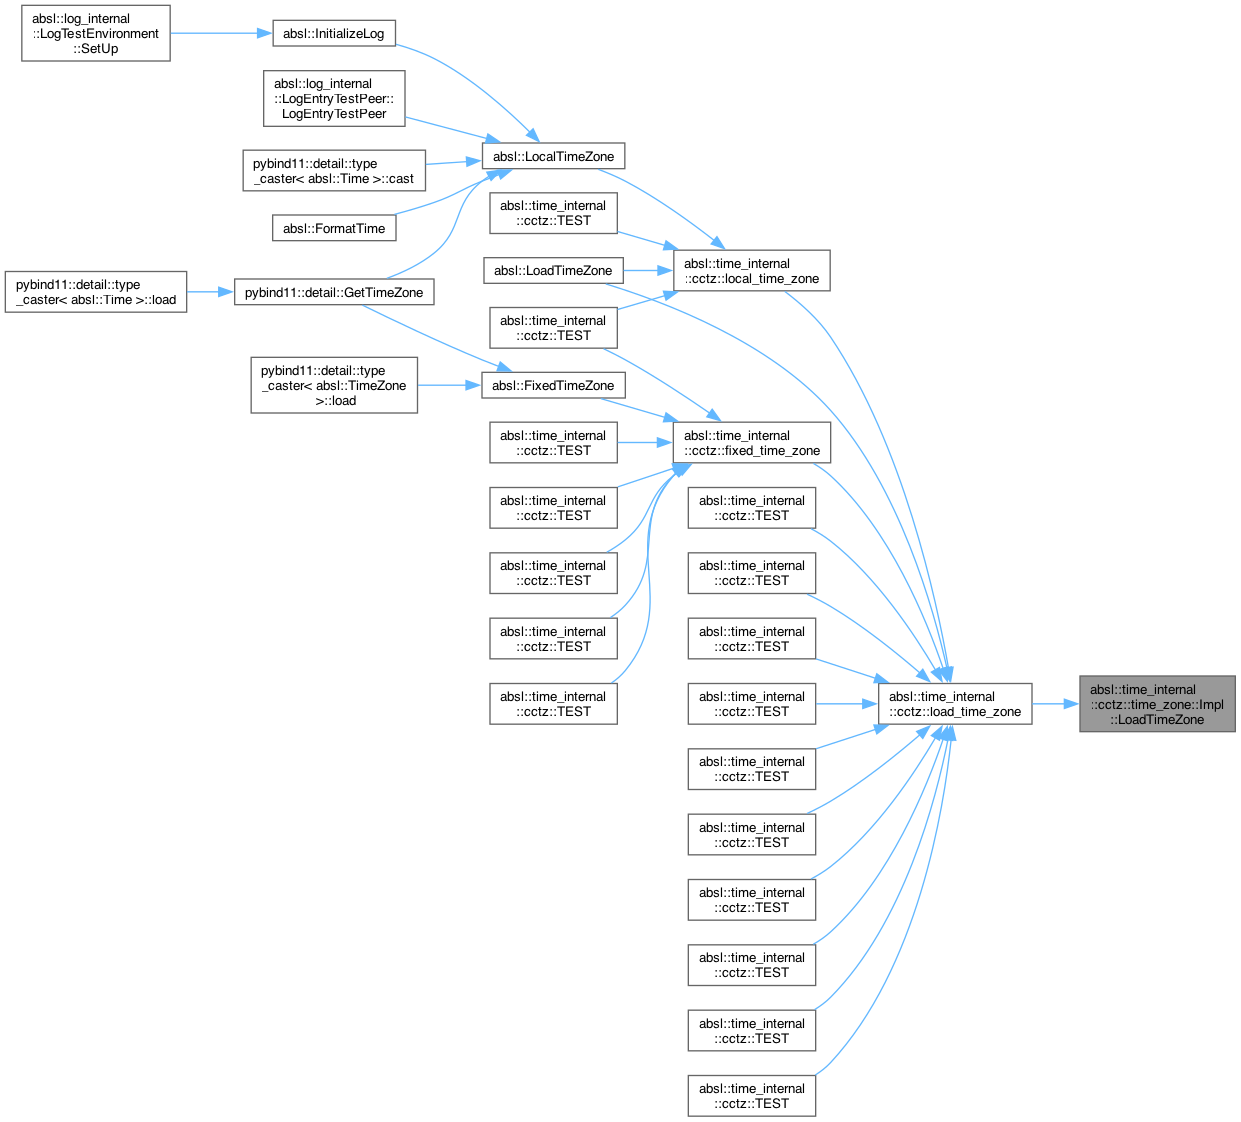 absl::log_internal
::LogTestEnvironment
::SetUp
absl::InitializeLog
absl::log_internal
::LogEntryTestPeer::
LogEntryTestPeer
pybind11::detail::type
_caster< absl::Time >::cast
absl::FormatTime
pybind11::detail::type
_caster< absl::Time >::load
pybind11::detail::GetTimeZone
pybind11::detail::type
_caster< absl::TimeZone
>::load
absl::LocalTimeZone
absl::time_internal
::cctz::TEST
absl::LoadTimeZone
absl::time_internal
::cctz::TEST
absl::FixedTimeZone
absl::time_internal
::cctz::TEST
absl::time_internal
::cctz::TEST
absl::time_internal
::cctz::TEST
absl::time_internal
::cctz::TEST
absl::time_internal
::cctz::TEST
absl::time_internal
::cctz::local_time_zone
absl::time_internal
::cctz::fixed_time_zone
absl::time_internal
::cctz::TEST
absl::time_internal
::cctz::TEST
absl::time_internal
::cctz::TEST
absl::time_internal
::cctz::TEST
absl::time_internal
::cctz::TEST
absl::time_internal
::cctz::TEST
absl::time_internal
::cctz::TEST
absl::time_internal
::cctz::TEST
absl::time_internal
::cctz::TEST
absl::time_internal
::cctz::TEST
absl::time_internal
::cctz::load_time_zone
absl::time_internal
::cctz::time_zone::Impl
::LoadTimeZone